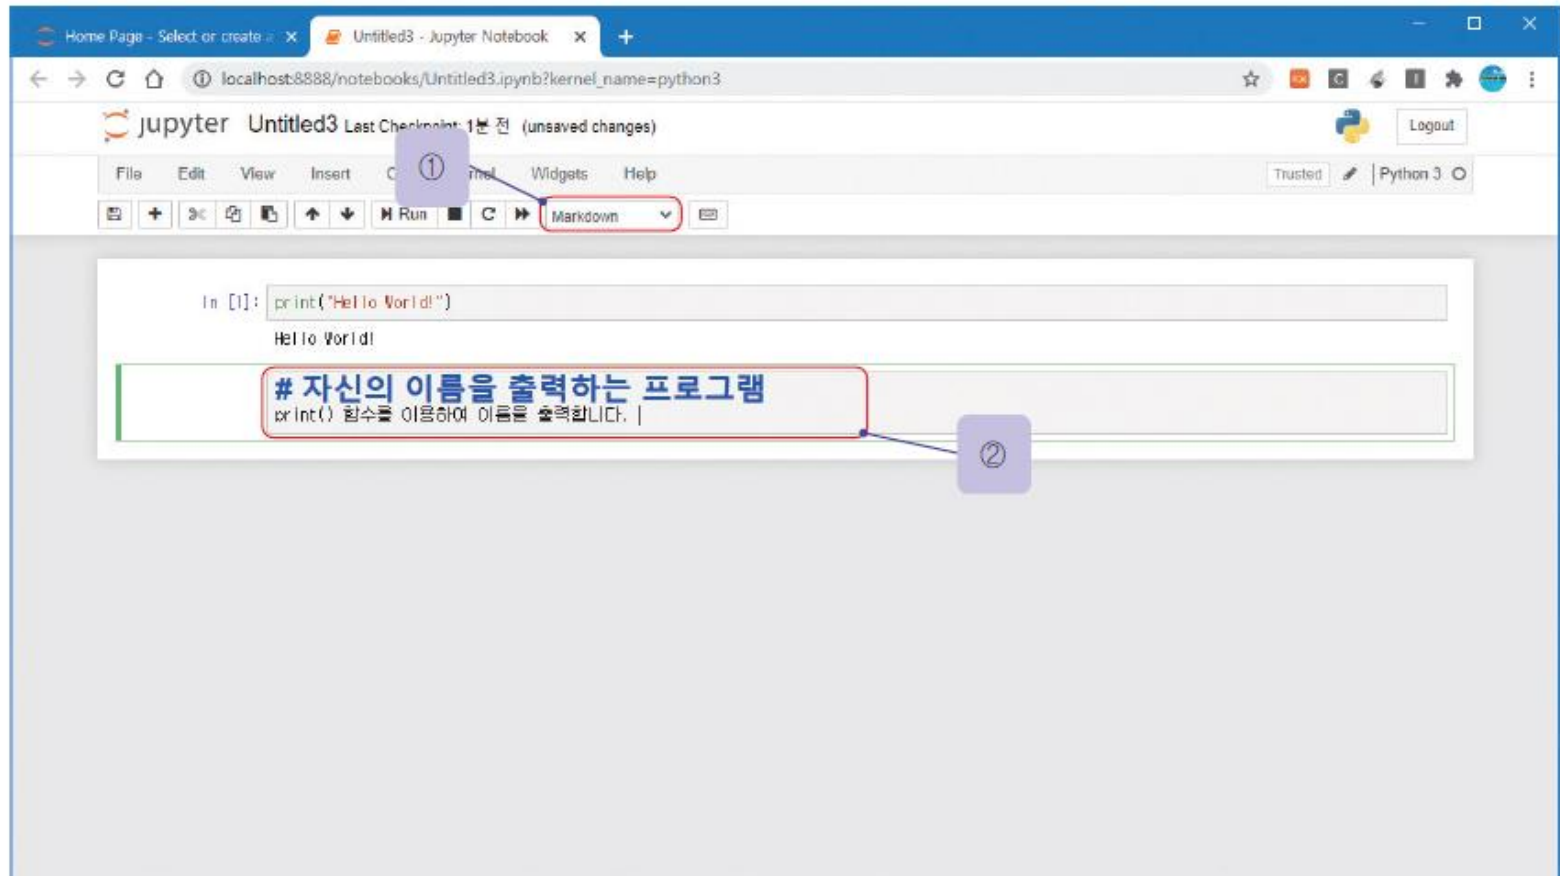 Home Page - Select or create a
Untitled3 - Jupyter Notebook
localhost:8888/notebooks/Untitled3.ipynb?kernel_name=python3
jupyter Untitled3 Last Checkpoint: 1분 전 (unsaved changes)
Logout
File Edit View Insert Widgets Help
Trusted Python 3
①
Run Markdown
In [1]: print("Hello World!")
Hello World!
# 자신의 이름을 출력하는 프로그램
print() 함수를 이용하여 이름을 출력합니다.
②